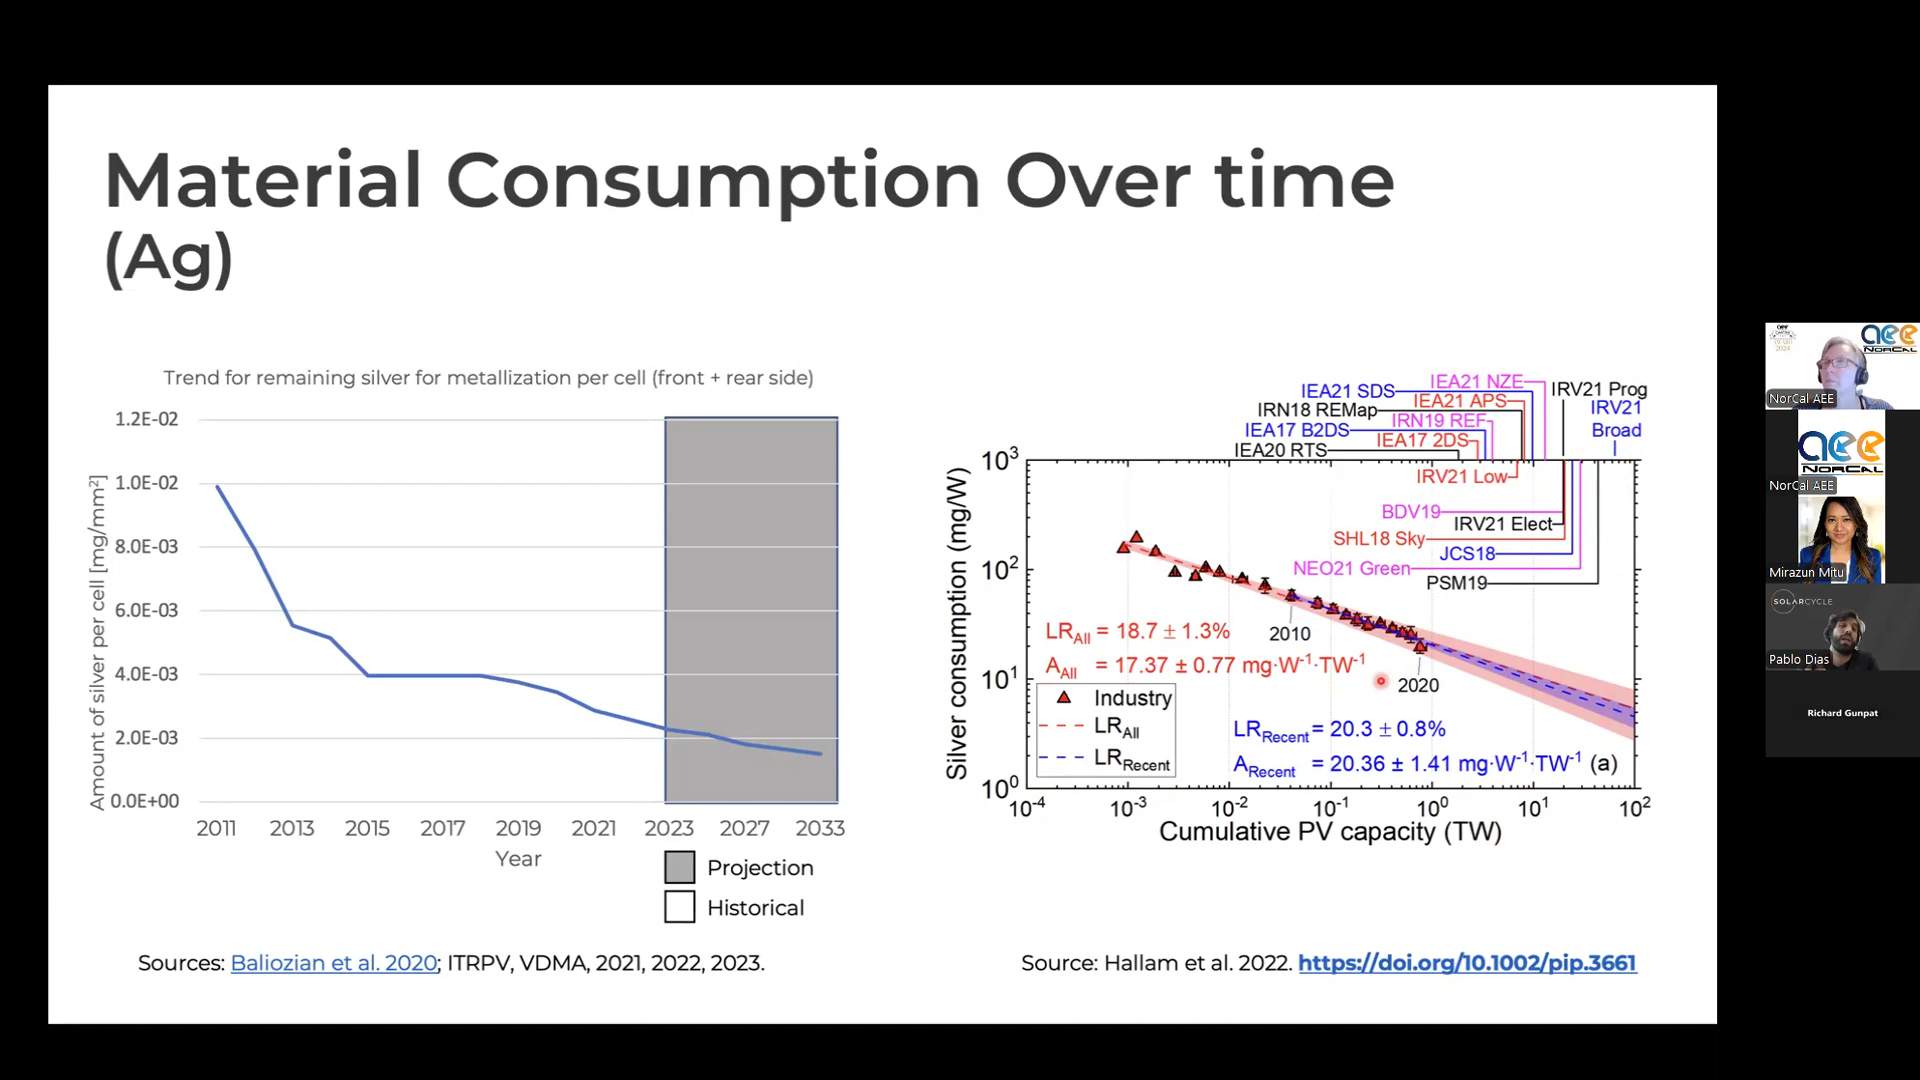 Material Consumption Over time
(Ag)
Trend for remaining silver for metallization per cell (front + rear side)
Amount of silver per cell [mg/mm²]
1.2E-02
1.0E-02
8.0E-03
6.0E-03
4.0E-03
2.0E-03
0.0E+00
2011 2013 2015 2017 2019 2021 2023 2027 2033
Year
Projection
Historical
Sources: Baliozian et al. 2020; ITRPV, VDMA, 2021, 2022, 2023.
IEA21 NZE
IRV21 Prog
IEA21 SDS
IEA21 APS
IRV21
Broad
IRN18 REMap
IRN19 REF
IEA17 B2DS
IEA17 2DS
IEA20 RTS
IRV21 Low
BDV19
IRV21 Elect
SHL18 Sky
JCS18
NEO21 Green
PSM19
Silver consumption (mg/W)
10³
10²
10¹
10⁰
2010
2020
LR_All = 18.7 ± 1.3%
A_All = 17.37 ± 0.77 mg·W⁻¹·TW⁻¹
Industry
LR_All
LR_Recent
LR_Recent = 20.3 ± 0.8%
A_Recent = 20.36 ± 1.41 mg·W⁻¹·TW⁻¹ (a)
10⁻⁴ 10⁻³ 10⁻² 10⁻¹ 10⁰ 10¹ 10²
Cumulative PV capacity (TW)
Source: Hallam et al. 2022. https://doi.org/10.1002/pip.3661
aee
NORCAL
2024
NorCal AEE
aee
NORCAL
NorCal AEE
Mirazun Mitu
SOLARCYCLE
Pablo Dias
Richard Gunpat